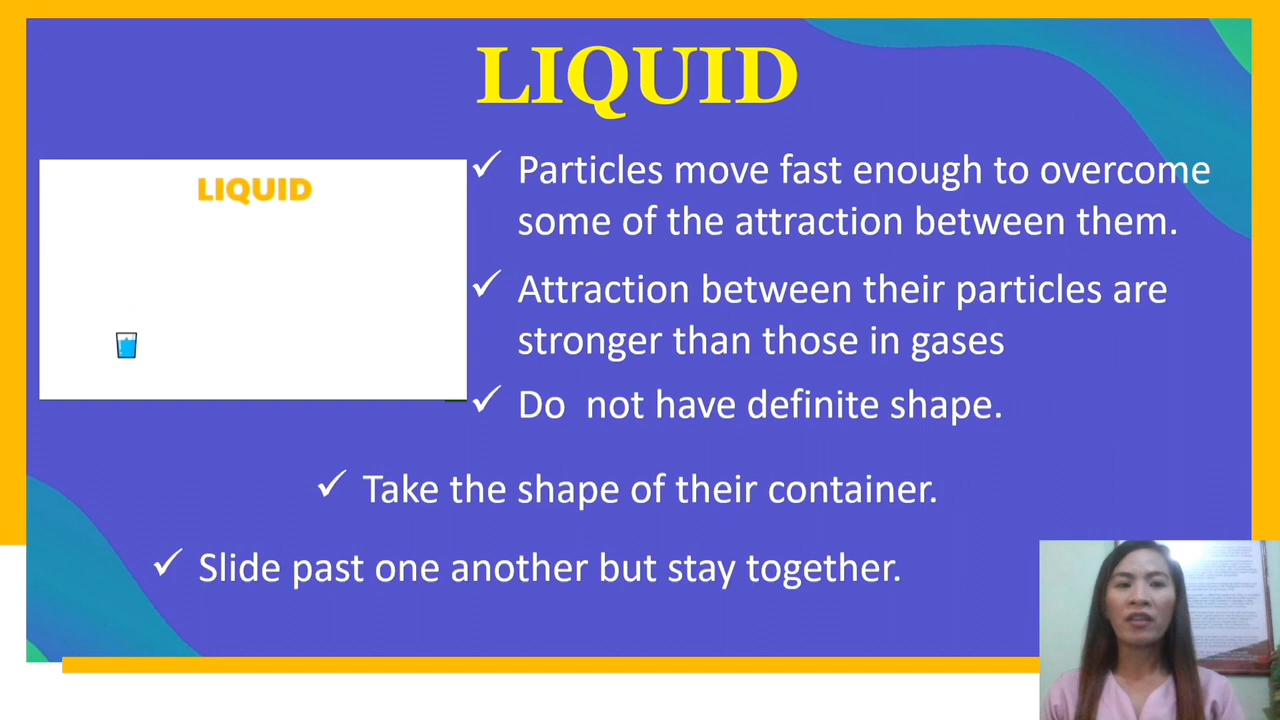 LIQUID
LIQUID
✓ Particles move fast enough to overcome
some of the attraction between them.
✓ Attraction between their particles are
stronger than those in gases
✓ Do not have definite shape.
✓ Take the shape of their container.
✓ Slide past one another but stay together.